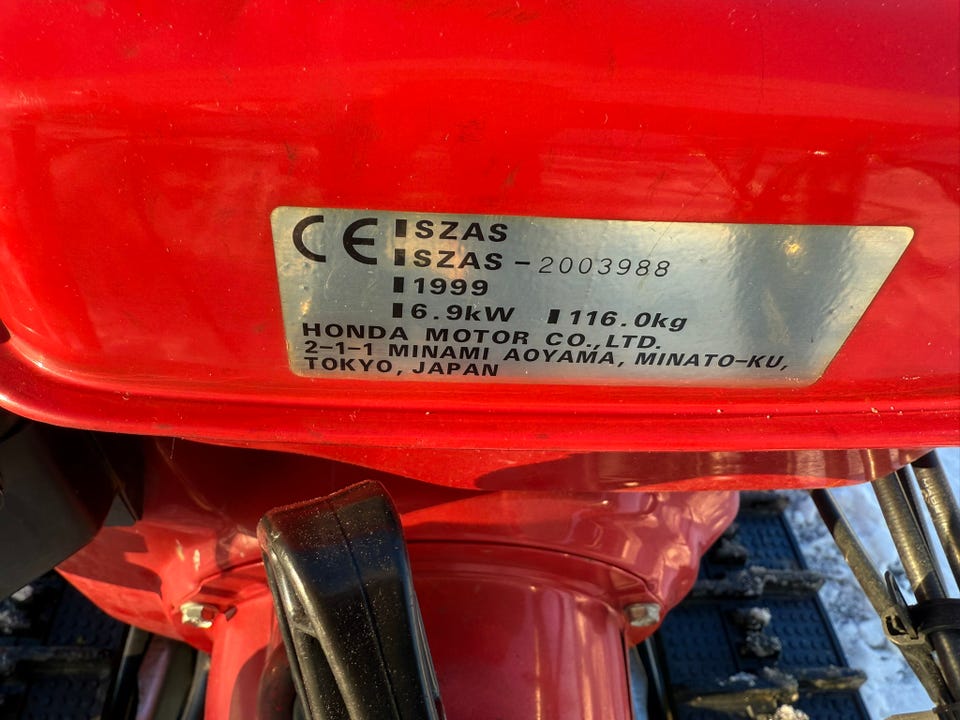 CE ▮SZAS
▮SZAS-2003988
▮1999
▮6.9kW ▮116.0kg
HONDA MOTOR CO.,LTD.
2-1-1 MINAMI AOYAMA, MINATO-KU,
TOKYO, JAPAN